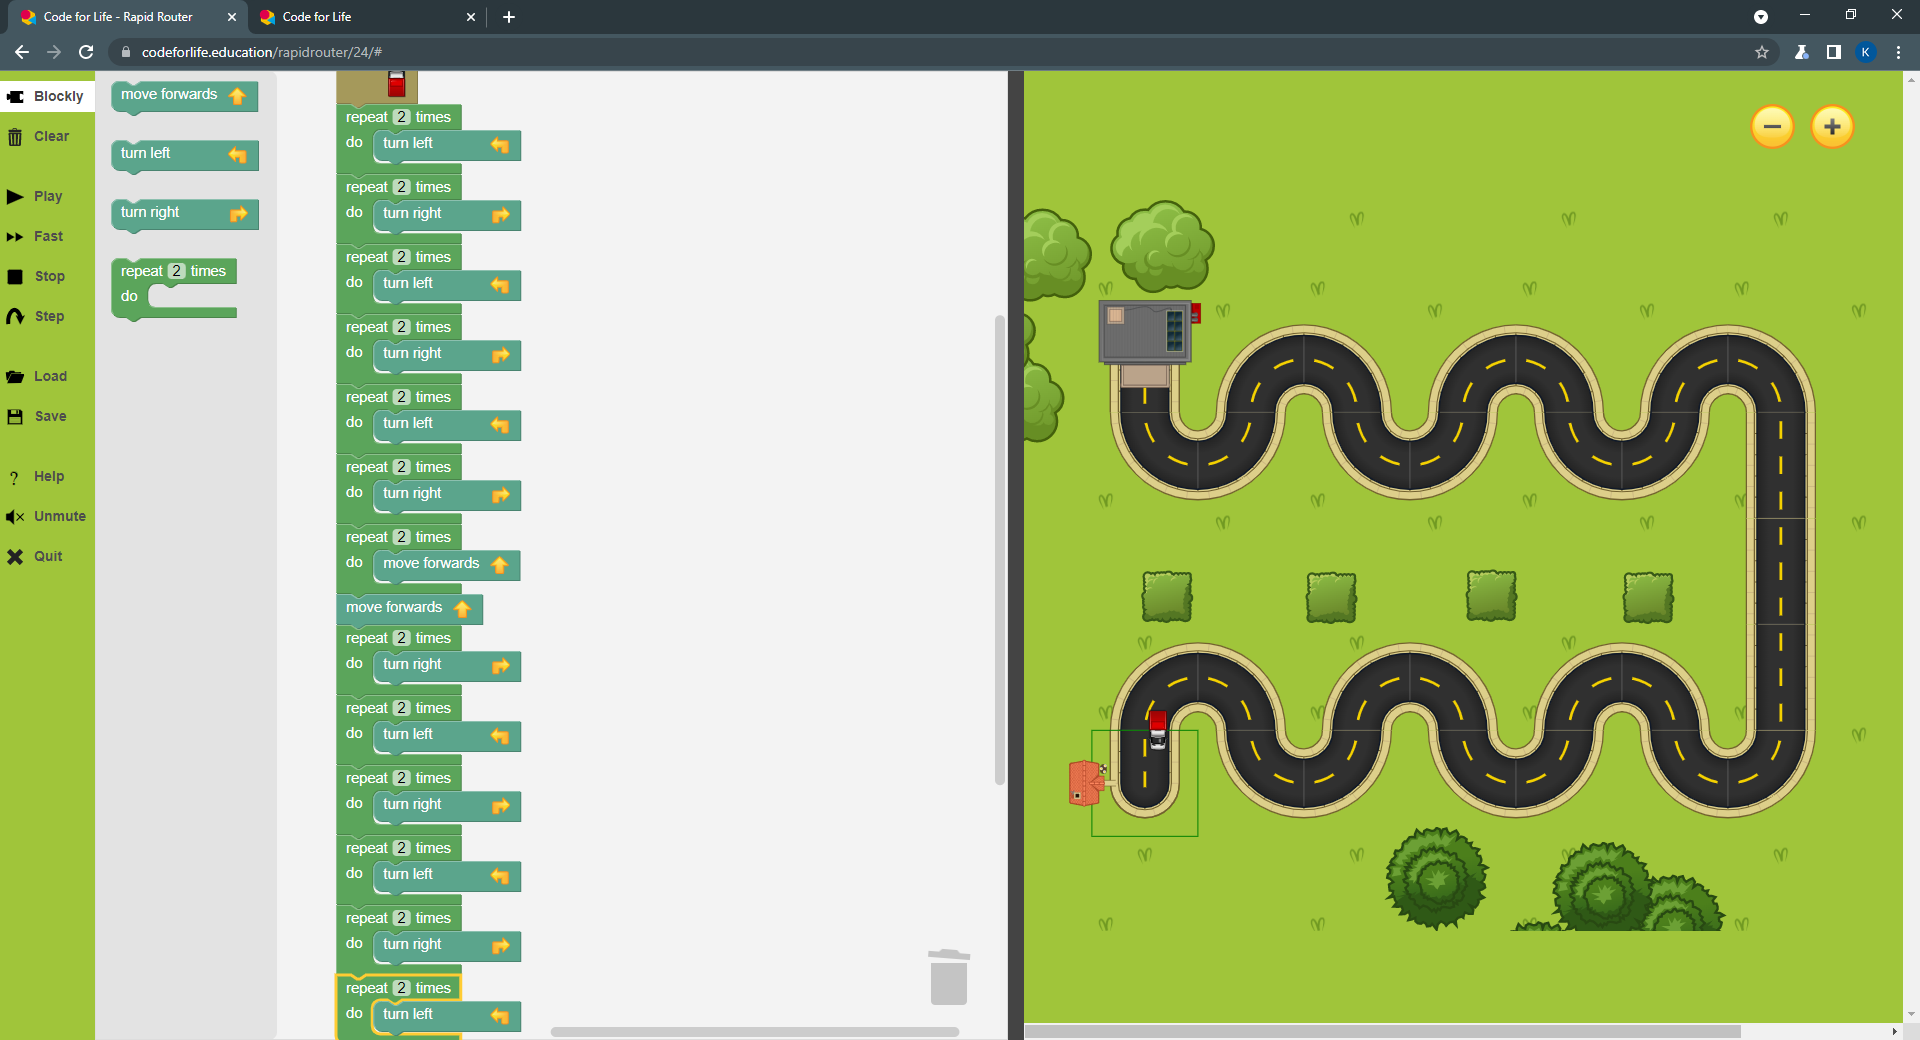 Code for Life - Rapid Router
Code for Life
codeforlife.education/rapidrouter/24/#
K
Blockly
Clear
Play
Fast
Stop
Step
Load
Save
? Help
Unmute
Quit
move forwards
turn left
turn right
repeat 2 times
do
repeat 2 times
do turn left
repeat 2 times
do turn right
repeat 2 times
do turn left
repeat 2 times
do turn right
repeat 2 times
do turn left
repeat 2 times
do turn right
repeat 2 times
do move forwards
move forwards
repeat 2 times
do turn right
repeat 2 times
do turn left
repeat 2 times
do turn right
repeat 2 times
do turn left
repeat 2 times
do turn right
repeat 2 times
do turn left